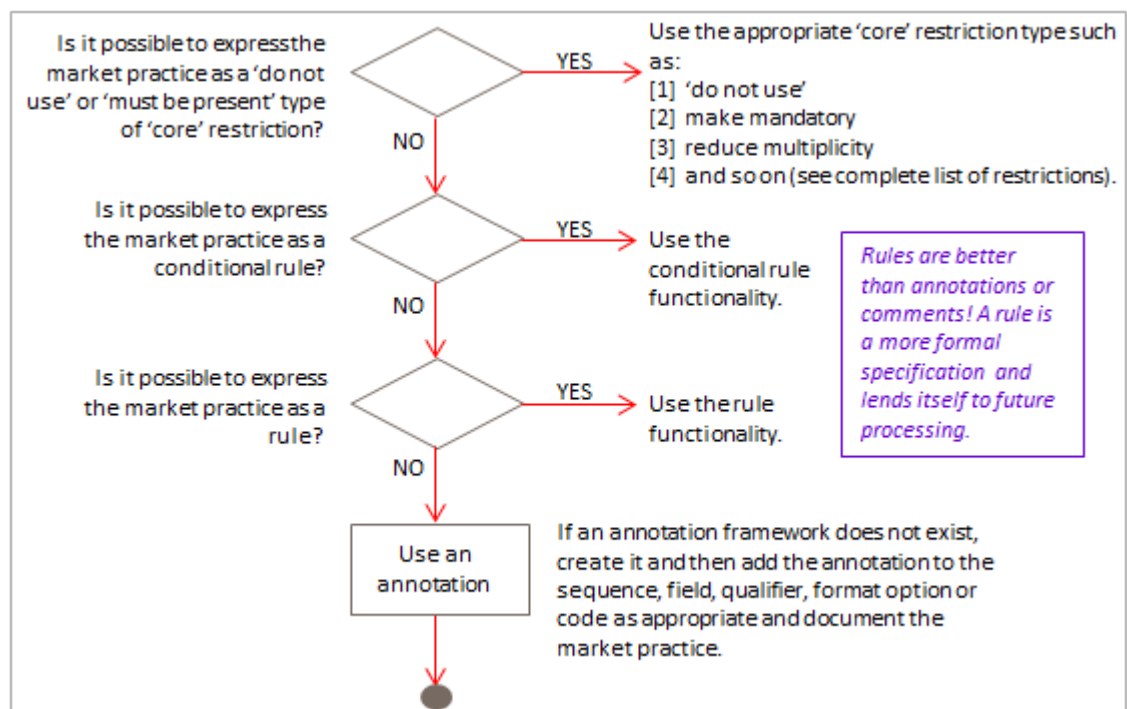 Is it possible to express the
market practice as a 'do not
use' or 'must be present' type
of 'core' restriction?
YES
Use the appropriate 'core' restriction type such
as:
[1] 'do not use'
[2] make mandatory
[3] reduce multiplicity
[4] and so on (see complete list of restrictions).
NO
Is it possible to express
the market practice as a
conditional rule?
YES
Use the
conditional rule
functionality.
Rules are better
than annotations or
comments! A rule is
a more formal
specification and
lends itself to future
processing.
NO
Is it possible to express
the market practice as a
rule?
YES
Use the rule
functionality.
NO
Use an
annotation
If an annotation framework does not exist,
create it and then add the annotation to the
sequence, field, qualifier, format option or
code as appropriate and document the
market practice.